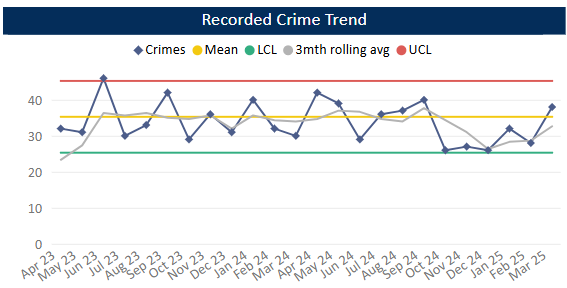 Recorded Crime Trend
Crimes Mean LCL 3mth rolling avg UCL
40
30
20
10
0
Apr 23 May 23 Jun 23 Jul 23 Aug 23 Sep 23 Oct 23 Nov 23 Dec 23 Jan 24 Feb 24 Mar 24 Apr 24 May 24 Jun 24 Jul 24 Aug 24 Sep 24 Oct 24 Nov 24 Dec 24 Jan 25 Feb 25 Mar 25